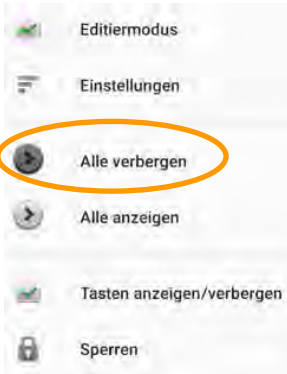 Editiermodus
Einstellungen
Alle verbergen
Alle anzeigen
Tasten anzeigen/verbergen
Sperren